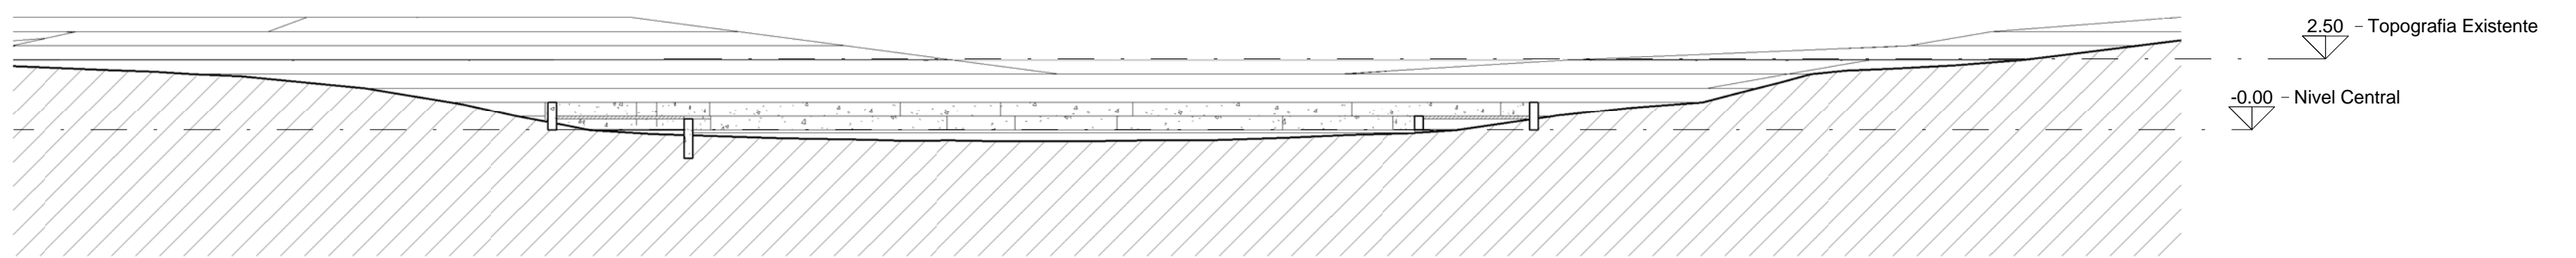 2.50 – Topografia Existente
-0.00 – Nivel Central